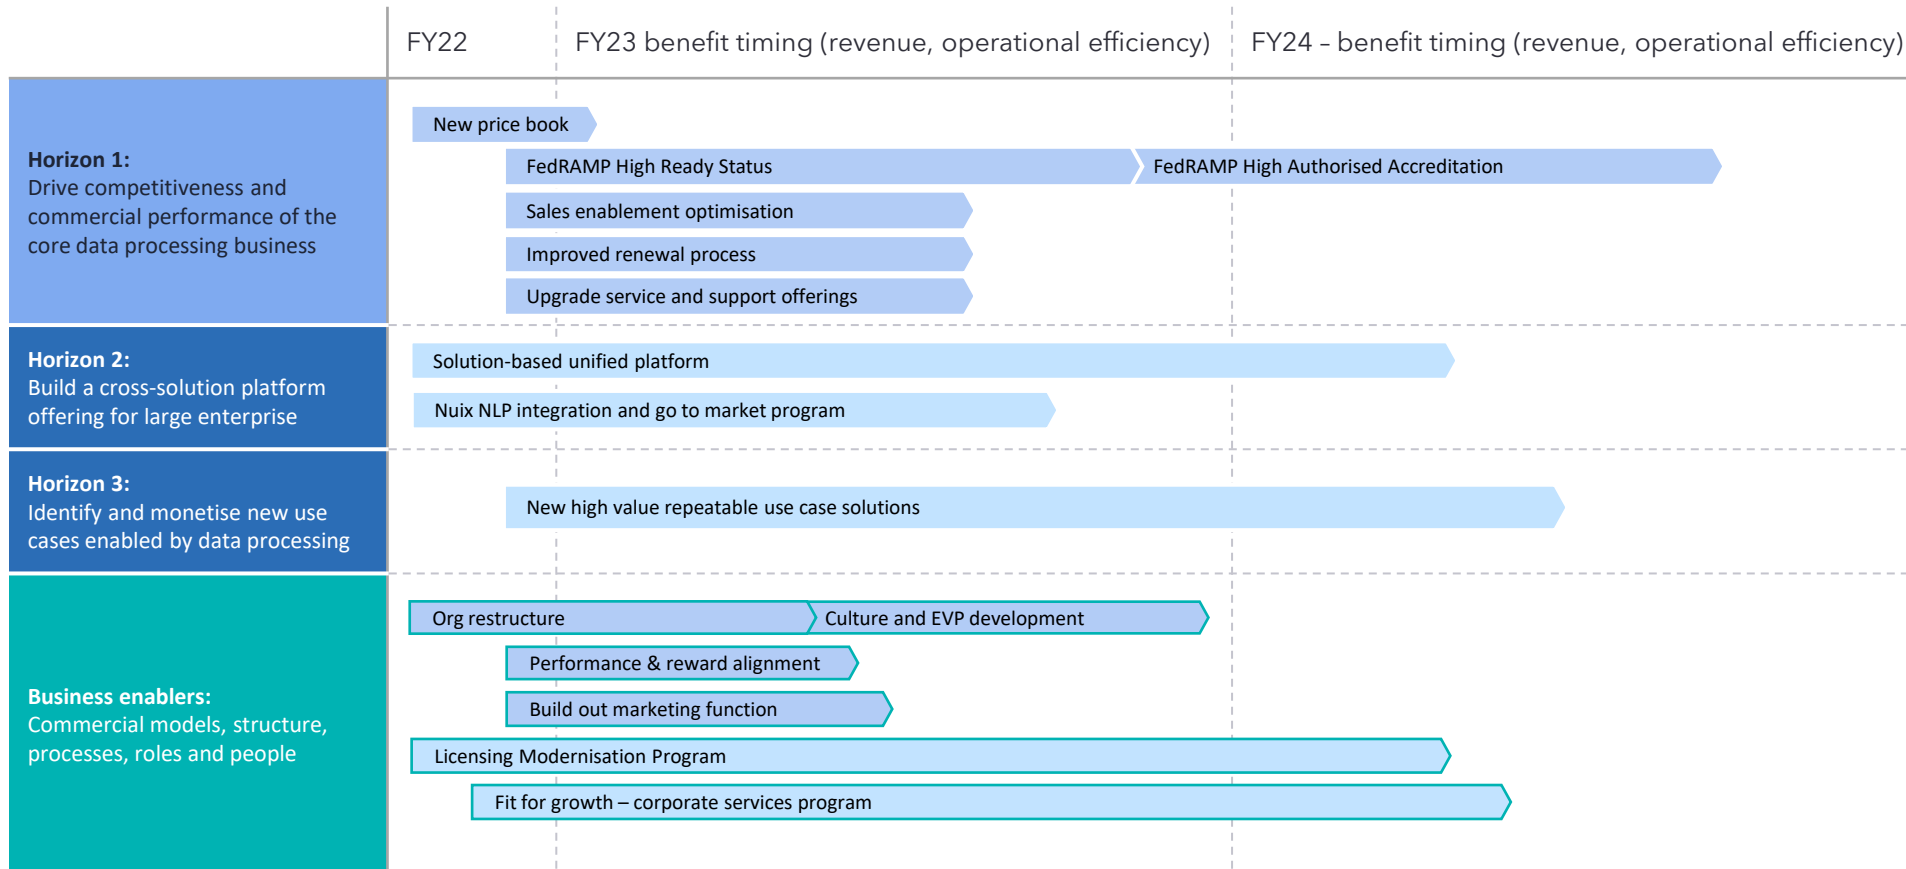 FY22
FY23 benefit timing (revenue, operational efficiency)
FY24 – benefit timing (revenue, operational efficiency)
Horizon 1:
Drive competitiveness and
commercial performance of the
core data processing business
New price book
FedRAMP High Ready Status
FedRAMP High Authorised Accreditation
Sales enablement optimisation
Improved renewal process
Upgrade service and support offerings
Horizon 2:
Build a cross-solution platform
offering for large enterprise
Solution-based unified platform
Nuix NLP integration and go to market program
Horizon 3:
Identify and monetise new use
cases enabled by data processing
New high value repeatable use case solutions
Business enablers:
Commercial models, structure,
processes, roles and people
Org restructure
Culture and EVP development
Performance & reward alignment
Build out marketing function
Licensing Modernisation Program
Fit for growth – corporate services program